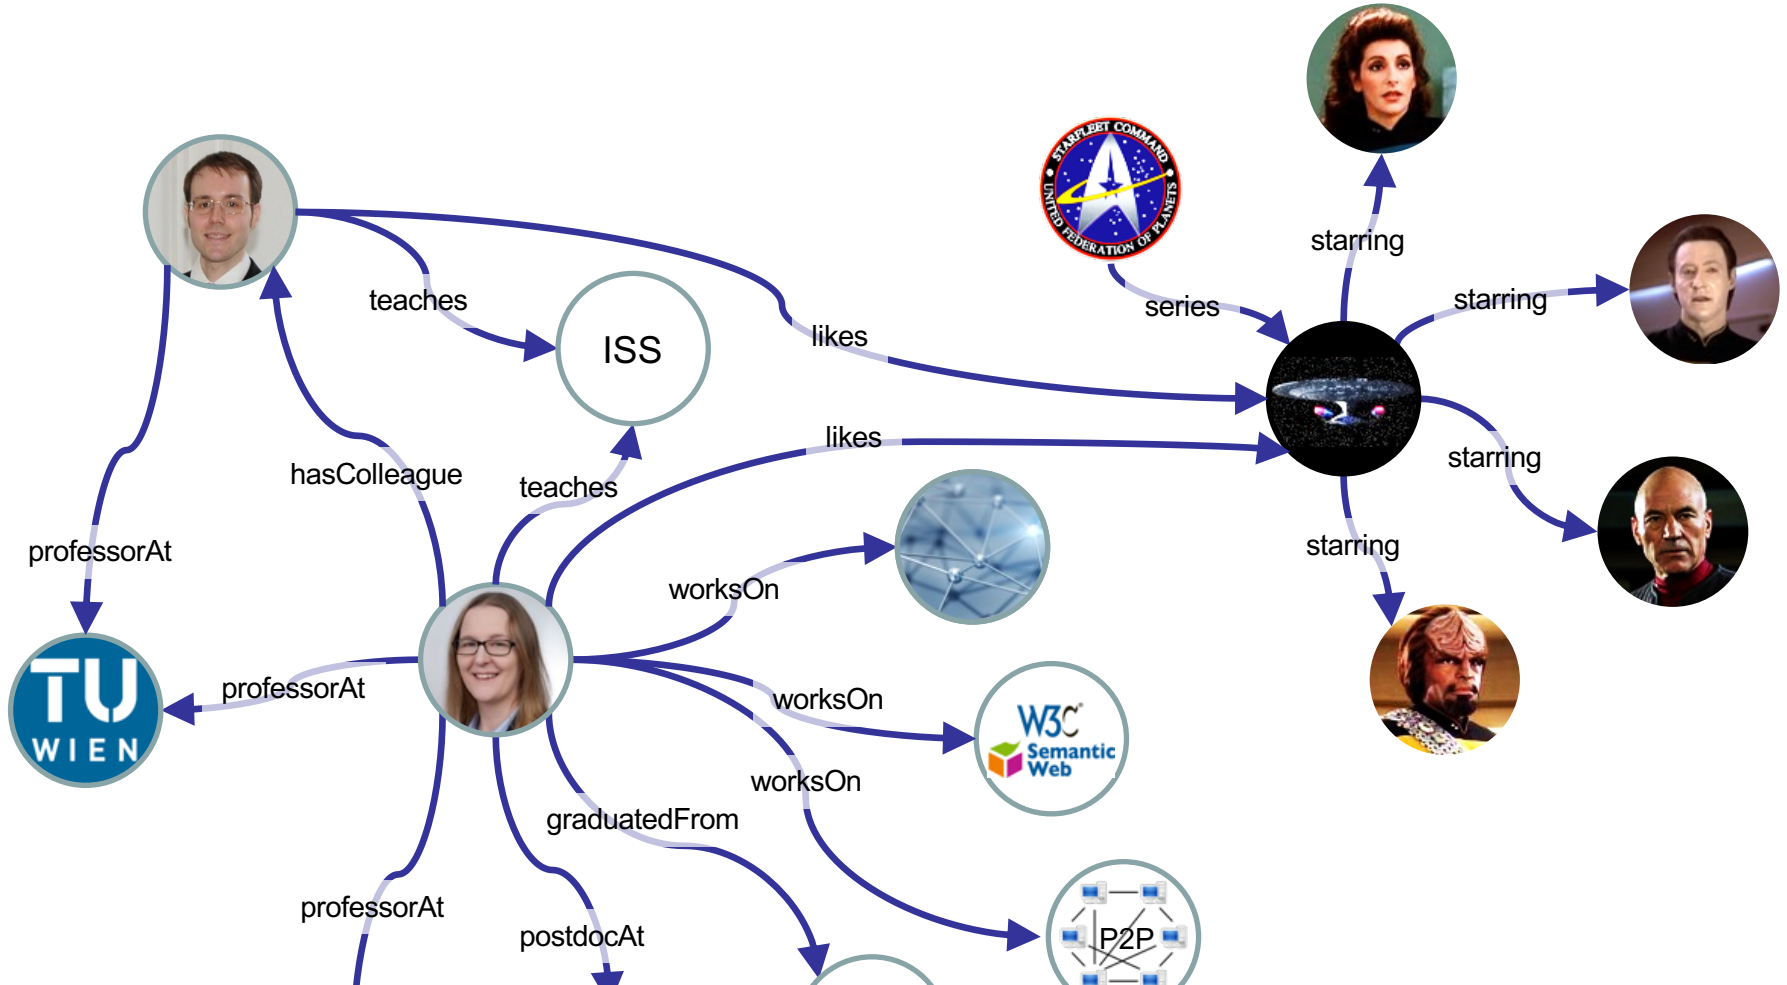 STARFLEET COMMAND
UNITED FEDERATION OF PLANETS
starring
starring
series
teaches
likes
ISS
likes
starring
hasColleague
teaches
starring
professorAt
worksOn
TU
WIEN
professorAt
worksOn
W3C
Semantic
Web
worksOn
graduatedFrom
professorAt
postdocAt
P2P